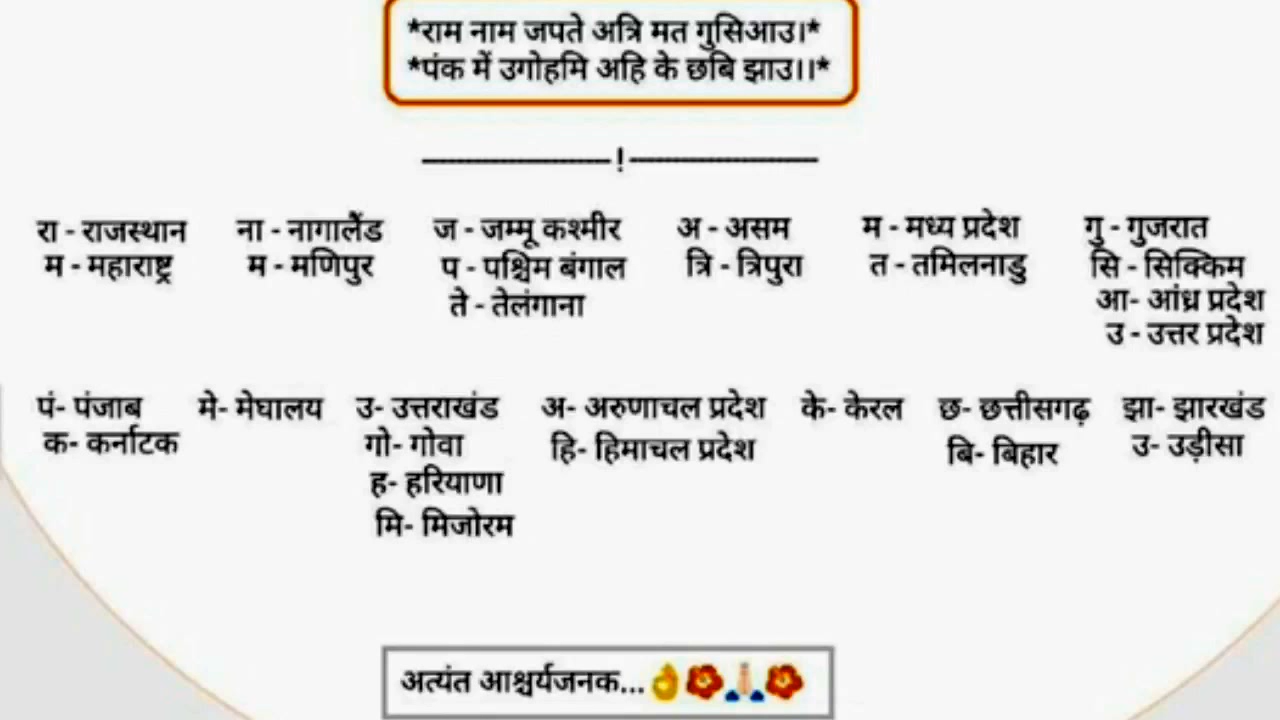 *राम नाम जपते अत्रि मत गुसिआउ।*
*पंक में उगोहमि अहि के छबि झाउ।।*
--------------------!--------------------
रा - राजस्थान
म - महाराष्ट्र
ना - नागालैंड
म - मणिपुर
ज - जम्मू कश्मीर
प - पश्चिम बंगाल
ते - तेलंगाना
अ - असम
त्रि - त्रिपुरा
म - मध्य प्रदेश
त - तमिलनाडु
गु - गुजरात
सि - सिक्किम
आ- आंध्र प्रदेश
उ - उत्तर प्रदेश
पं- पंजाब
क- कर्नाटक
मे- मेघालय
उ- उत्तराखंड
गो- गोवा
ह- हरियाणा
मि- मिजोरम
अ- अरुणाचल प्रदेश
हि- हिमाचल प्रदेश
के- केरल
छ- छत्तीसगढ़
बि- बिहार
झा- झारखंड
उ- उड़ीसा
अत्यंत आश्चर्यजनक...👌🌺🙏🏻🌺